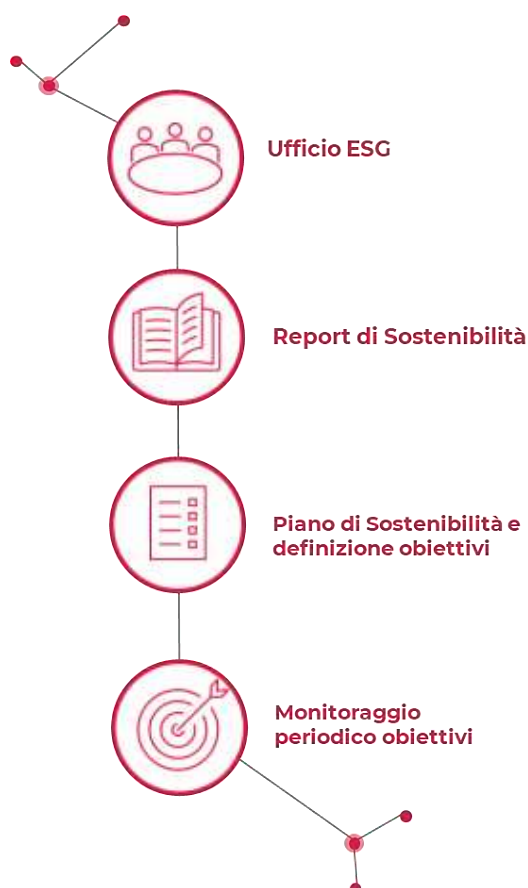 Ufficio ESG
Report di Sostenibilità
Piano di Sostenibilità e
definizione obiettivi
Monitoraggio
periodico obiettivi